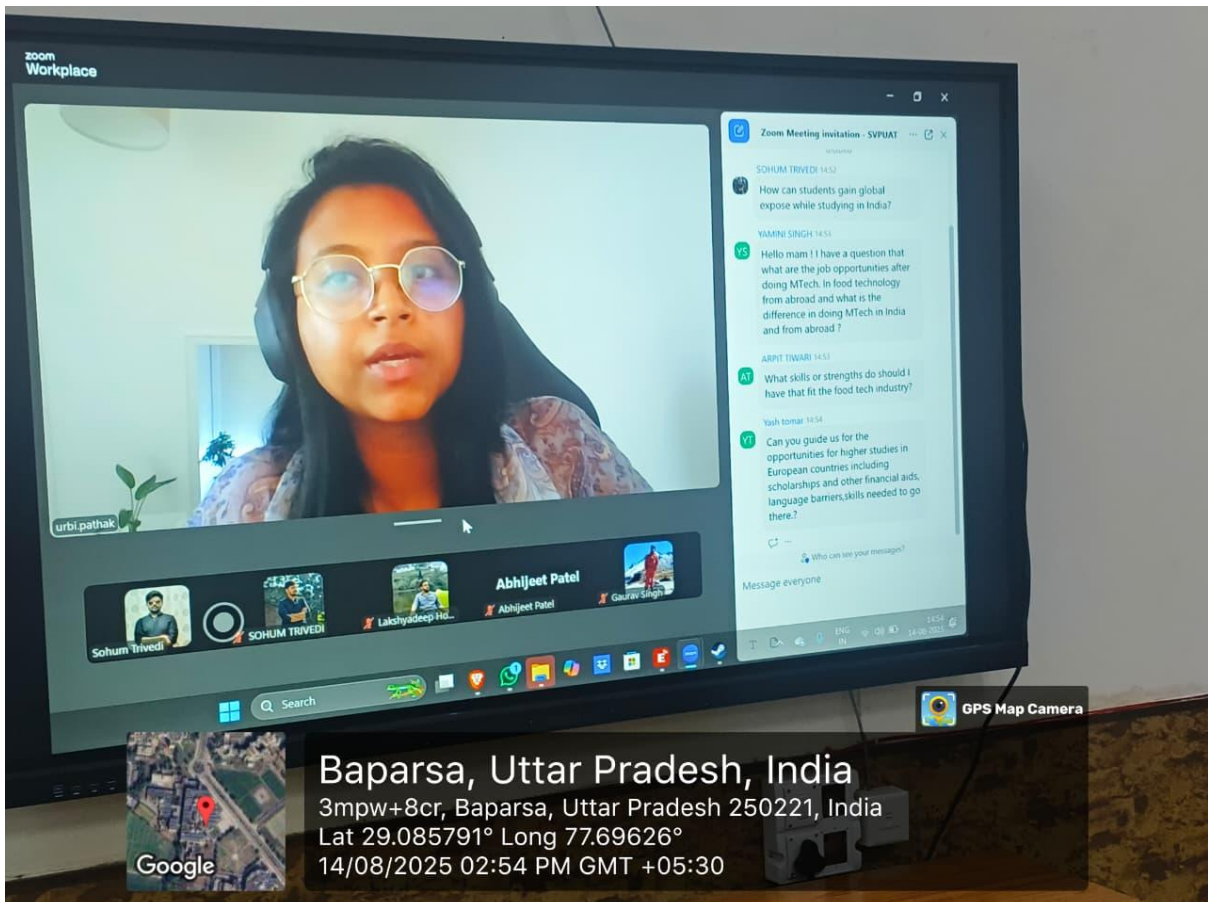 zoom
Workplace
Zoom Meeting invitation - SVPUAT
SOHUM TRIVEDI 14:52
How can students gain global
expose while studying in India?
YAMINI SINGH 14:53
YS
Hello mam ! I have a question that
what are the job opportunities after
doing MTech. In food technology
from abroad and what is the
difference in doing MTech in India
and from abroad ?
ARPIT TIWARI 14:53
AT
What skills or strengths do should I
have that fit the food tech industry?
Yash tomar 14:54
YT
Can you guide us for the
opportunities for higher studies in
European countries including
scholarships and other financial aids,
language barriers,skills needed to go
there.?
Who can see your messages?
Message everyone
urbi.pathak
Sohum Trivedi
SOHUM TRIVEDI
Lakshyadeep Ho...
Abhijeet Patel
Abhijeet Patel
Gaurav Singh
Search
ENG
IN
14:54
14-08-2025
GPS Map Camera
Google
Baparsa, Uttar Pradesh, India
3mpw+8cr, Baparsa, Uttar Pradesh 250221, India
Lat 29.085791° Long 77.69626°
14/08/2025 02:54 PM GMT +05:30